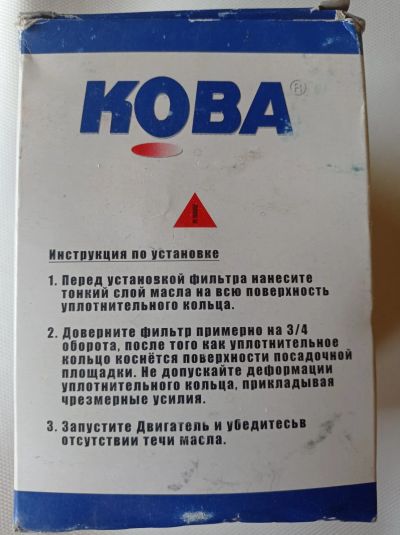 KOBA®
Инструкция по установке
1. Перед установкой фильтра нанесите
тонкий слой масла на всю поверхность
уплотнительного кольца.
2. Доверните фильтр примерно на 3/4
оборота, после того как уплотнительное
кольцо коснётся поверхности посадочной
площадки. Не допускайте деформации
уплотнительного кольца, прикладывая
чрезмерные усилия.
3. Запустите Двигатель и убедитесьв
отсутствии течи масла.